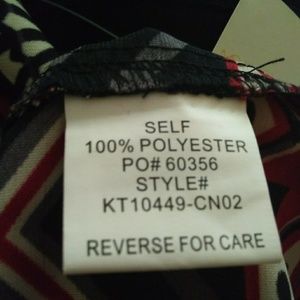 SELF
100% POLYESTER
PO# 60356
STYLE#
KT10449-CN02
REVERSE FOR CARE